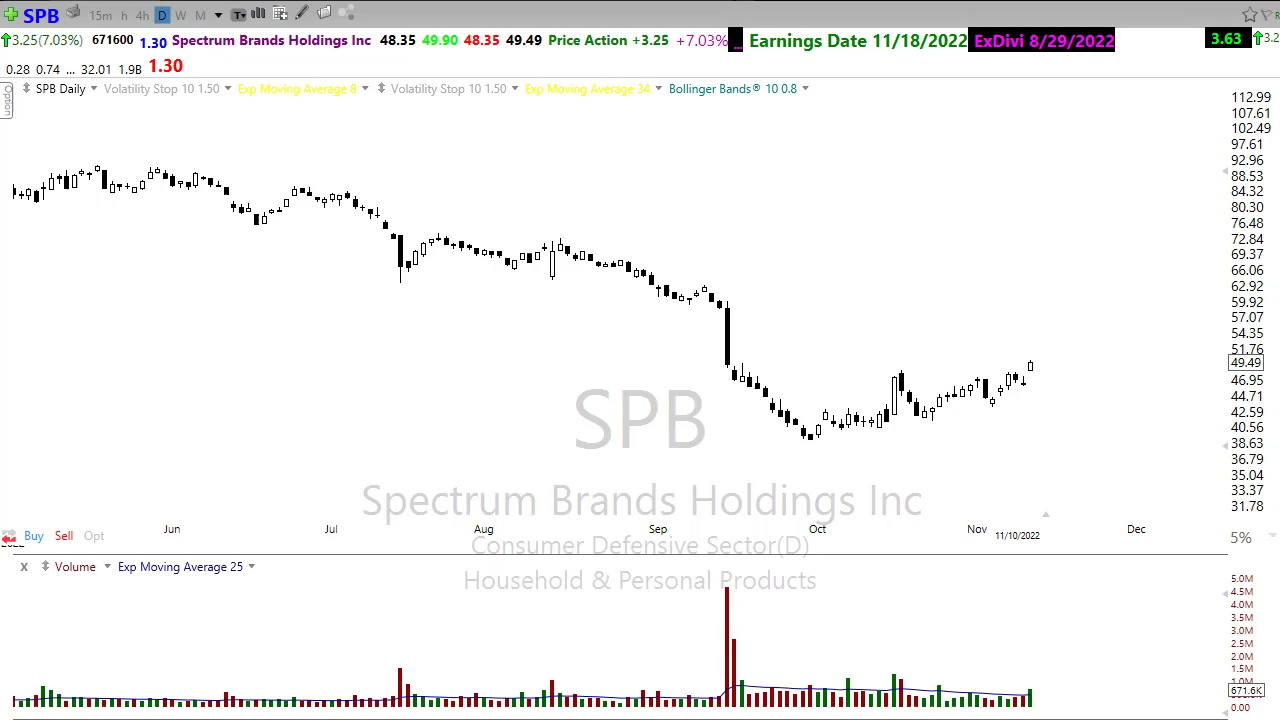 SPB 15m h 4h D W M T
3.25(7.03%) 671600 1.30 Spectrum Brands Holdings Inc 48.35 49.90 48.35 49.49 Price Action +3.25 +7.03% ... Earnings Date 11/18/2022 ExDivi 8/29/2022 3.63
0.28 0.74 ... 32.01 1.9B 1.30
Option
SPB Daily Volatility Stop 10 1.50 Exp Moving Average 8 Volatility Stop 10 1.50 Exp Moving Average 34 Bollinger Bands® 10 0.8
112.99
107.61
102.49
97.61
92.96
88.53
84.32
80.30
76.48
72.84
69.37
66.06
62.92
59.92
57.07
54.35
51.76
49.49
46.95
44.71
42.59
40.56
38.63
36.79
35.04
33.37
31.78
SPB
Spectrum Brands Holdings Inc
Consumer Defensive Sector(D)
Household & Personal Products
Jun Jul Aug Sep Oct Nov Dec
11/10/2022
Buy Sell Opt
5%
X Volume Exp Moving Average 25
5.0M
4.5M
4.0M
3.5M
3.0M
2.5M
2.0M
1.5M
1.0M
671.6K
0.00